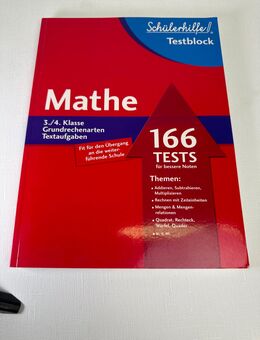 Schülerhilfe!
Testblock
Mathe
3./4. Klasse
Grundrechenarten
Textaufgaben
Fit für den Übergang
an die weiter-
führende Schule
166
TESTS
für bessere Noten
Themen:
• Addieren, Subtrahieren,
Multiplizieren
• Rechnen mit Zeiteinheiten
• Mengen & Mengen-
relationen
• Quadrat, Rechteck,
Würfel, Quader
• u. v. m.